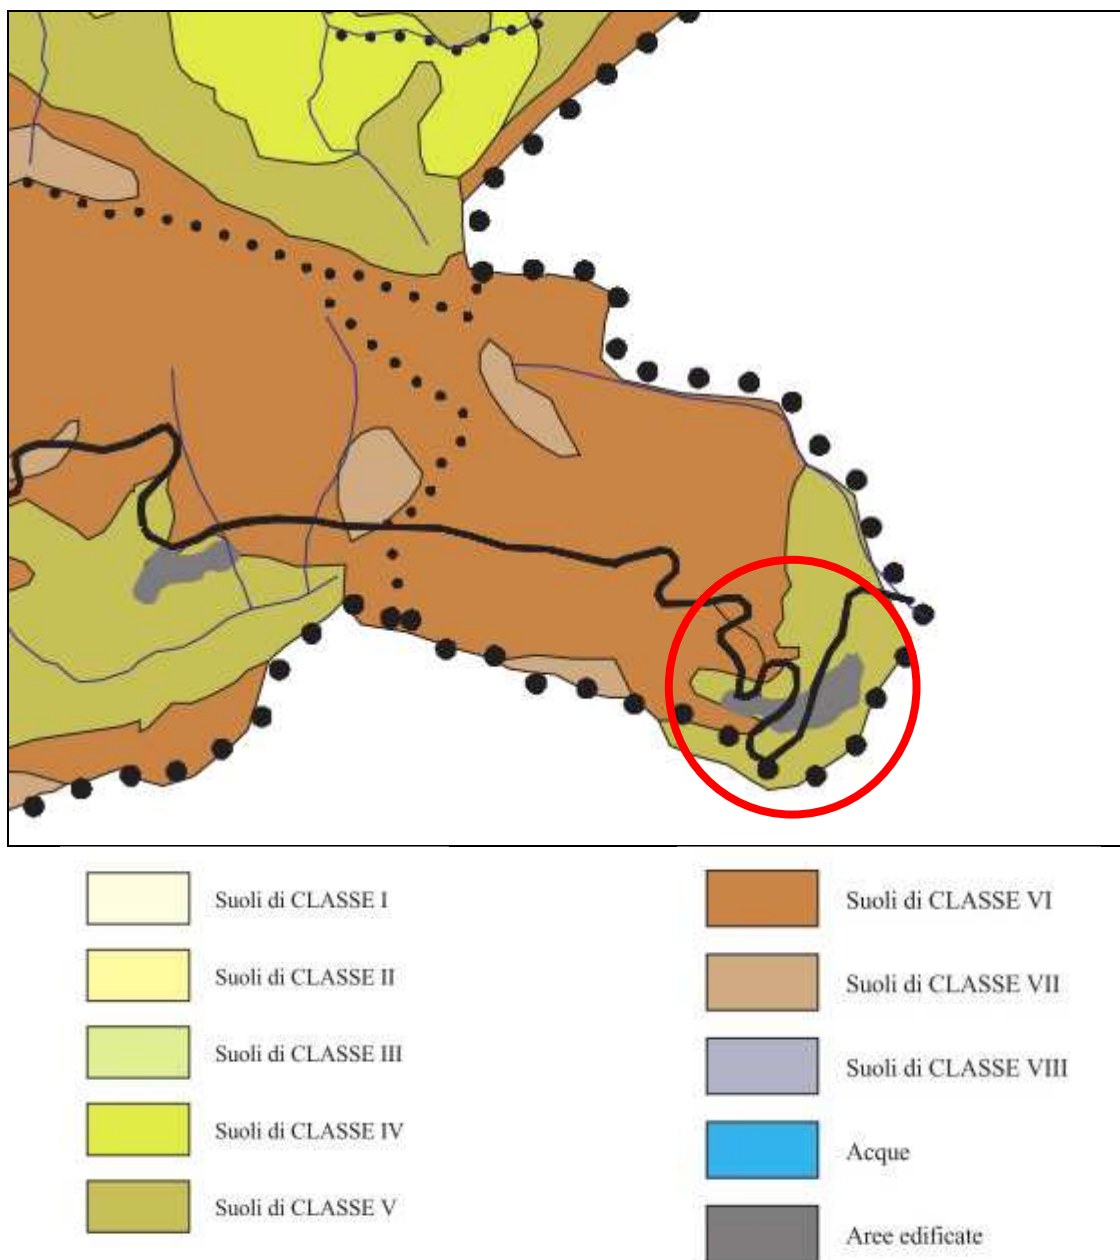 Suoli di CLASSE I
Suoli di CLASSE II
Suoli di CLASSE III
Suoli di CLASSE IV
Suoli di CLASSE V
Suoli di CLASSE VI
Suoli di CLASSE VII
Suoli di CLASSE VIII
Acque
Aree edificate